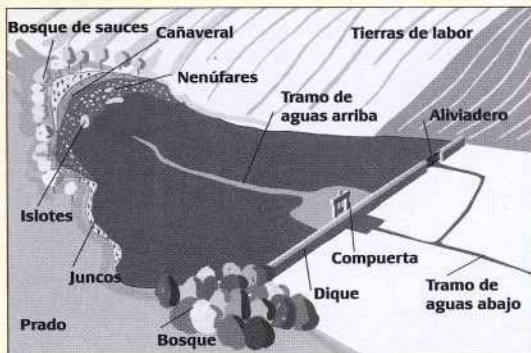 Bosque de sauces
Cañaveral
Tierras de labor
Nenúfares
Tramo de
aguas arriba
Aliviadero
Islotes
Juncos
Compuerta
Dique
Tramo de
aguas abajo
Prado
Bosque